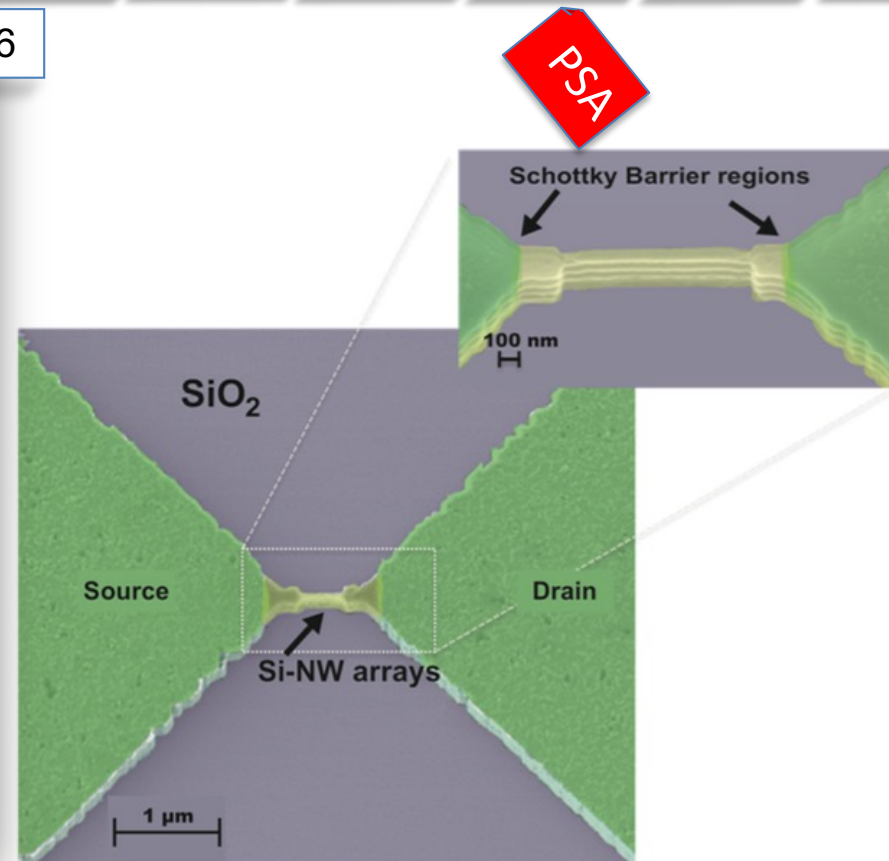 6
PSA
Schottky Barrier regions
100 nm
SiO₂
Source
Drain
Si-NW arrays
1 µm